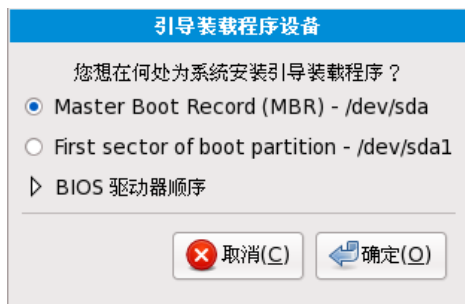 引导装载程序设备
您想在何处为系统安装引导装载程序？
Master Boot Record (MBR) - /dev/sda
First sector of boot partition - /dev/sda1
BIOS 驱动器顺序
取消(C) 确定(O)